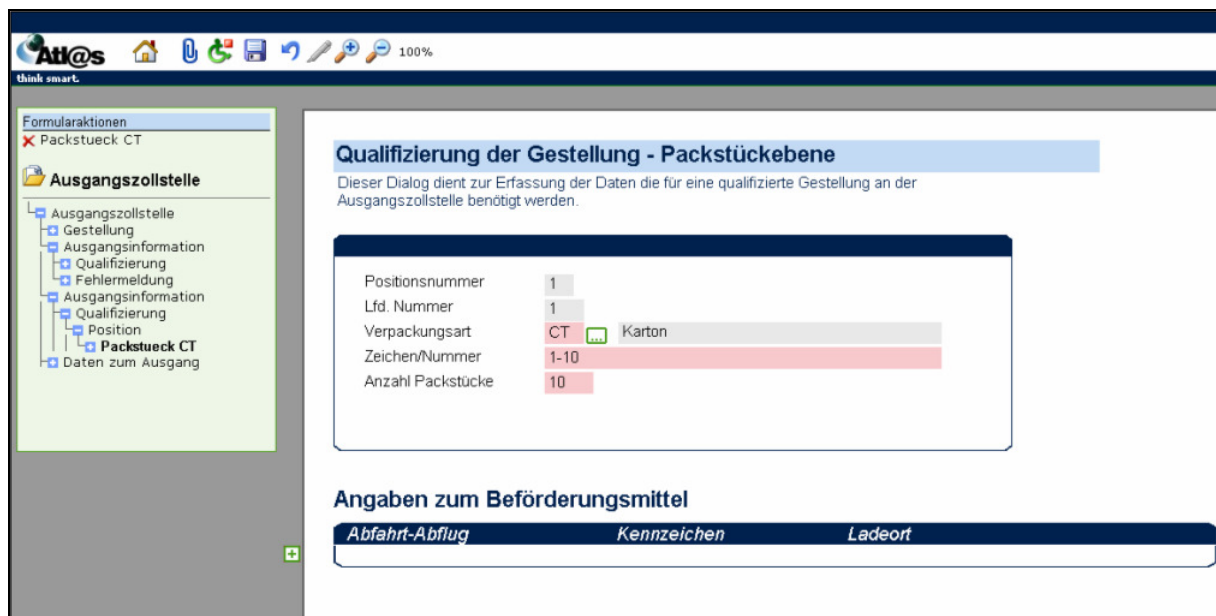 Atl@s
100%
think smart.
Formularaktionen
Packstueck CT
Ausgangszollstelle
Ausgangszollstelle
Gestellung
Ausgangsinformation
Qualifizierung
Fehlermeldung
Ausgangsinformation
Qualifizierung
Position
Packstueck CT
Daten zum Ausgang
Qualifizierung der Gestellung - Packstückebene
Dieser Dialog dient zur Erfassung der Daten die für eine qualifizierte Gestellung an der
Ausgangszollstelle benötigt werden.
Positionsnummer 1
Lfd. Nummer 1
Verpackungsart CT ... Karton
Zeichen/Nummer 1-10
Anzahl Packstücke 10
Angaben zum Beförderungsmittel
Abfahrt-Abflug Kennzeichen Ladeort